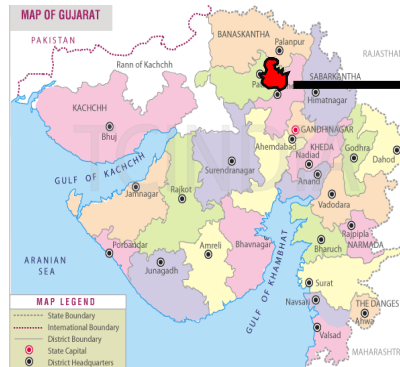 MAP OF GUJARAT
PAKISTAN
BANASKANTHA
Palanpur
RAJASTHAN
Rann of Kachchh
SABARKANTHA
Himatnagar
KACHCHH
Bhuj
GANDHNAGAR
Ahemdabad
KHEDA
Nadiad
Godhra
Dahod
Anand
GULF OF KACHCHH
Surendranagar
Jamnagar
Rajkot
Vadodara
Rajpipla
NARMADA
Porbandar
Amreli
Bhavnagar
Bharuch
Junagadh
ARANIAN
SEA
GULF OF KHAMBHAT
Surat
Navsari
THE DANGES
Ahwa
Valsad
MAHARASHTRA
MAP LEGEND
State Boundary
International Boundary
District Boundary
State Capital
District Headquarters